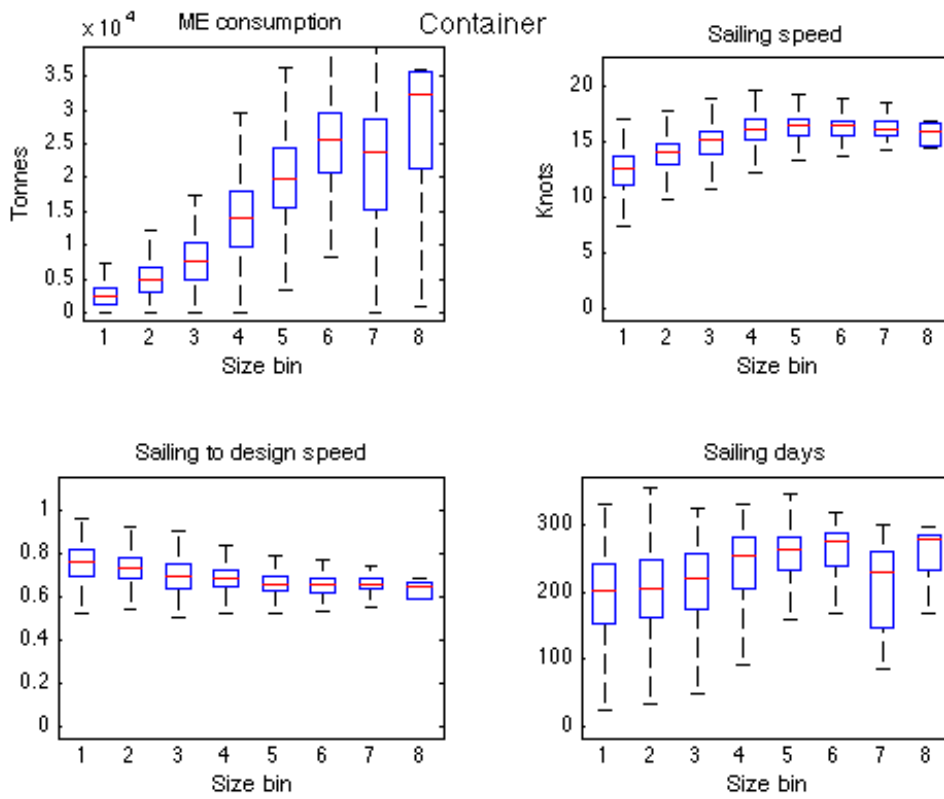 Container
× 10⁴
ME consumption
3.5
3
2.5
2
1.5
1
0.5
0
Tonnes
1 2 3 4 5 6 7 8
Size bin
Sailing speed
20
15
10
5
0
Knots
1 2 3 4 5 6 7 8
Size bin
Sailing to design speed
1
0.8
0.6
0.4
0.2
0
1 2 3 4 5 6 7 8
Size bin
Sailing days
300
200
100
0
1 2 3 4 5 6 7 8
Size bin